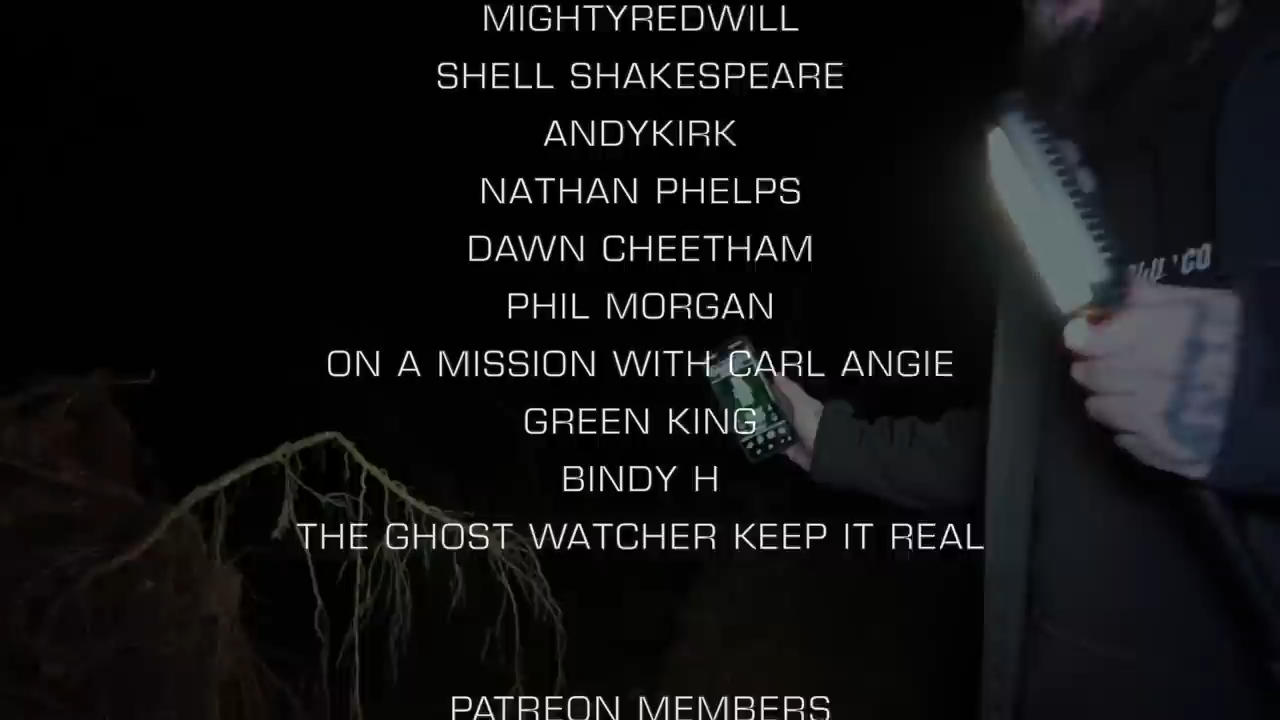 MIGHTYREDWILL
SHELL SHAKESPEARE
ANDYKIRK
NATHAN PHELPS
DAWN CHEETHAM
PHIL MORGAN
ON A MISSION WITH CARL ANGIE
GREEN KING
BINDY H
THE GHOST WATCHER KEEP IT REAL
PATREON MEMBERS